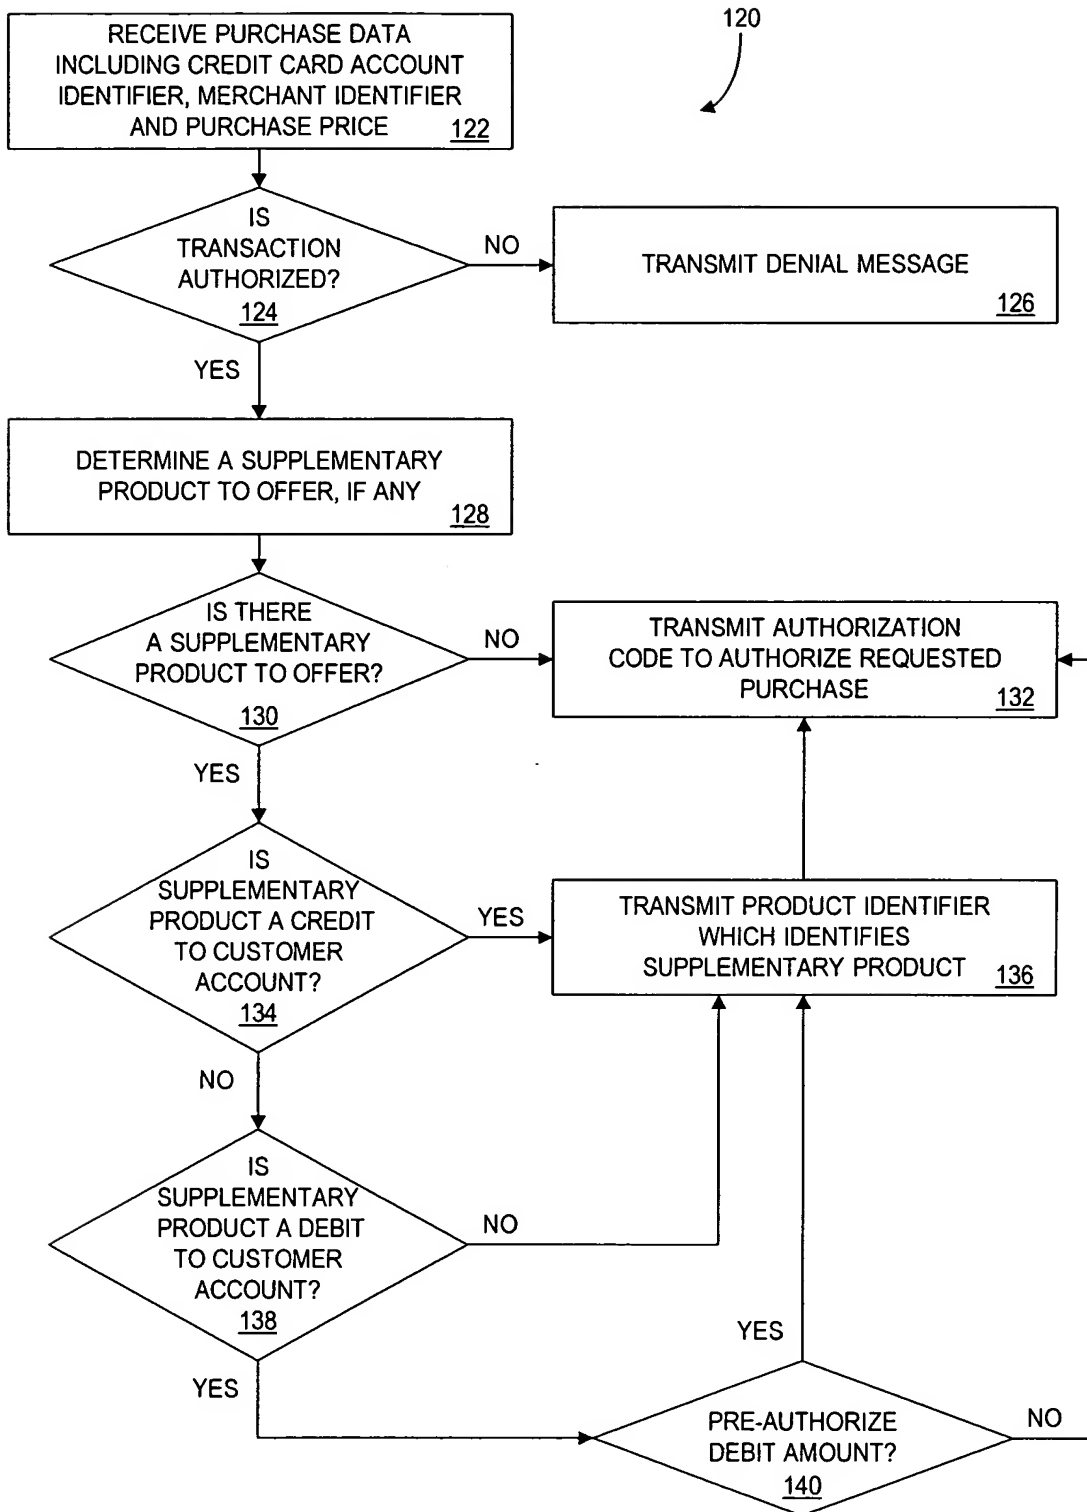 120
RECEIVE PURCHASE DATA
INCLUDING CREDIT CARD ACCOUNT
IDENTIFIER, MERCHANT IDENTIFIER
AND PURCHASE PRICE
122
IS
TRANSACTION
AUTHORIZED?
124
NO
TRANSMIT DENIAL MESSAGE
126
YES
DETERMINE A SUPPLEMENTARY
PRODUCT TO OFFER, IF ANY
128
IS THERE
A SUPPLEMENTARY
PRODUCT TO OFFER?
130
NO
TRANSMIT AUTHORIZATION
CODE TO AUTHORIZE REQUESTED
PURCHASE
132
YES
IS
SUPPLEMENTARY
PRODUCT A CREDIT
TO CUSTOMER
ACCOUNT?
134
YES
TRANSMIT PRODUCT IDENTIFIER
WHICH IDENTIFIES
SUPPLEMENTARY PRODUCT
136
NO
IS
SUPPLEMENTARY
PRODUCT A DEBIT
TO CUSTOMER
ACCOUNT?
138
NO
YES
YES
PRE-AUTHORIZE
DEBIT AMOUNT?
140
NO